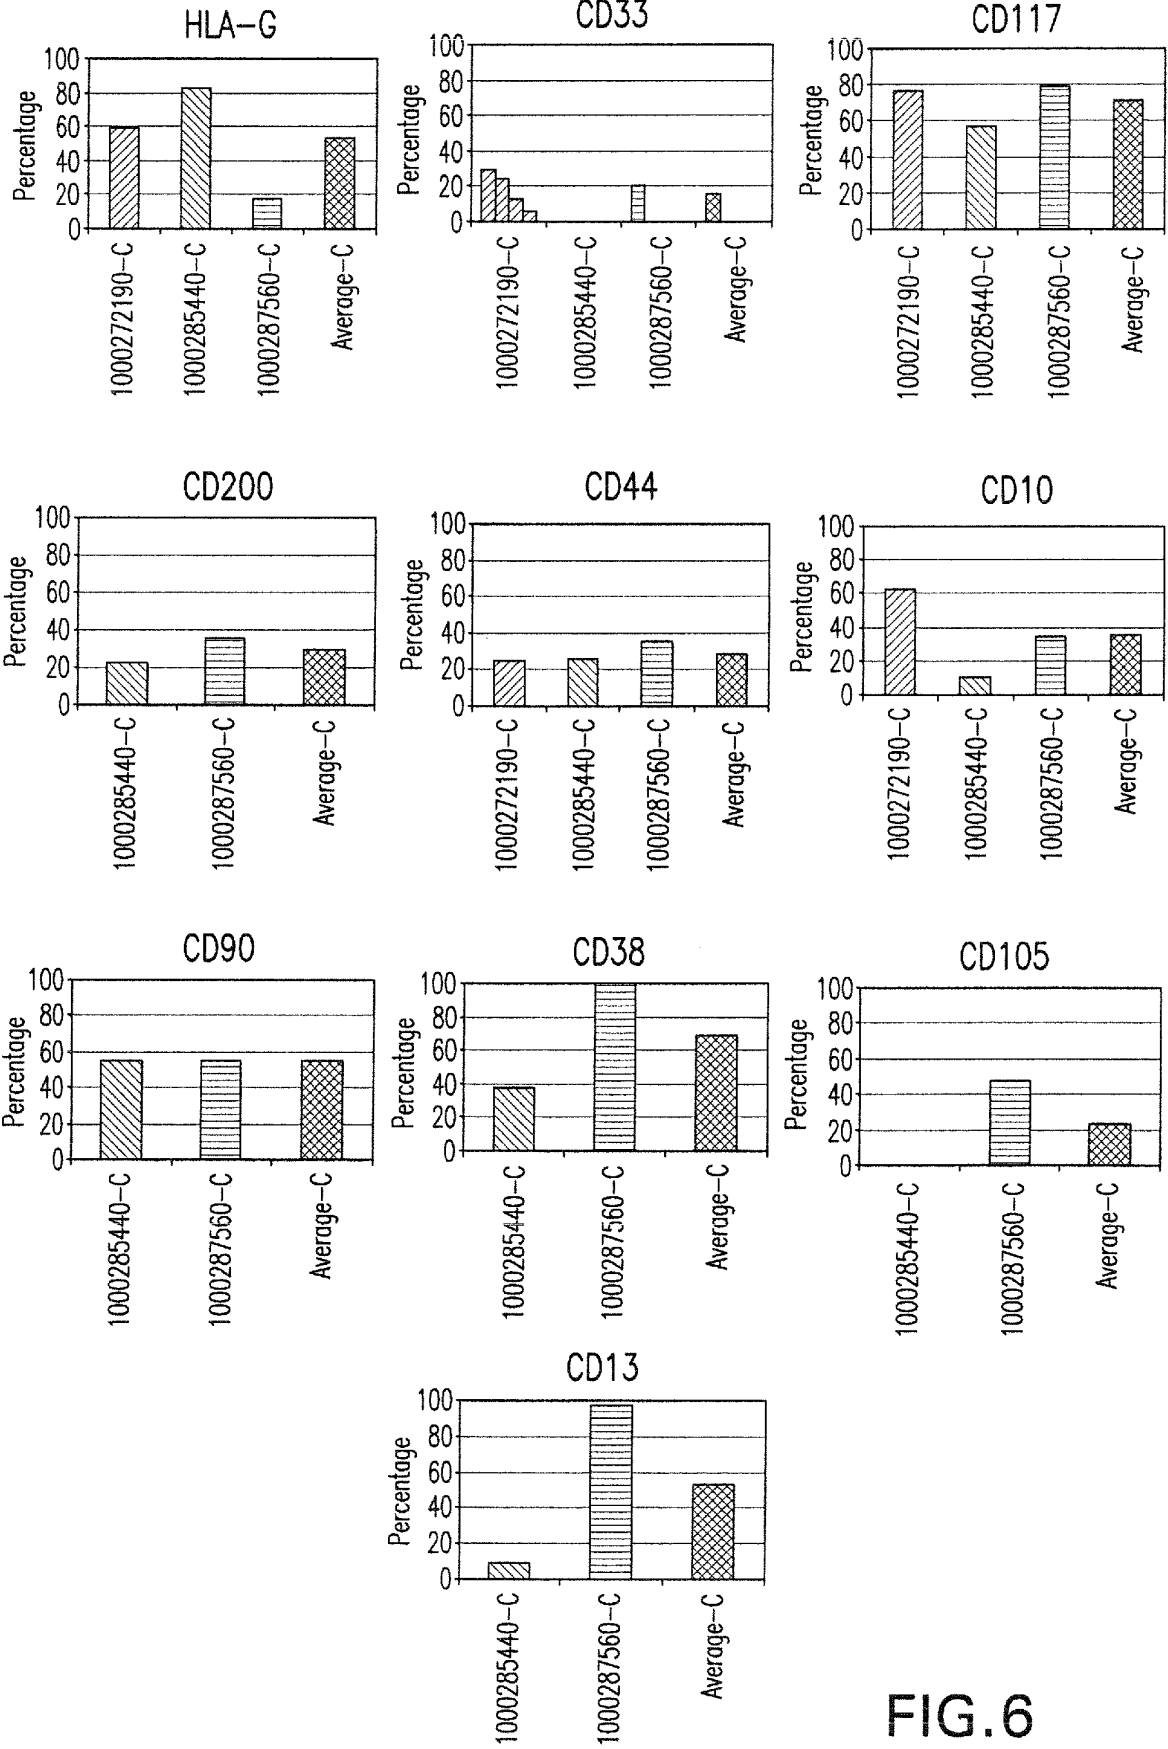 HLA-G
Percentage
100
80
60
40
20
0
1000272190-C
1000285440-C
1000287560-C
Average-C
CD33
Percentage
100
80
60
40
20
0
1000272190-C
1000285440-C
1000287560-C
Average-C
CD117
Percentage
100
80
60
40
20
0
1000272190-C
1000285440-C
1000287560-C
Average-C
CD200
Percentage
100
80
60
40
20
0
1000285440-C
1000287560-C
Average-C
CD44
Percentage
100
80
60
40
20
0
1000272190-C
1000285440-C
1000287560-C
Average-C
CD10
Percentage
100
80
60
40
20
0
1000272190-C
1000285440-C
1000287560-C
Average-C
CD90
Percentage
100
80
60
40
20
0
1000285440-C
1000287560-C
Average-C
CD38
Percentage
100
80
60
40
20
0
1000285440-C
1000287560-C
Average-C
CD105
Percentage
100
80
60
40
20
0
1000285440-C
1000287560-C
Average-C
CD13
Percentage
100
80
60
40
20
0
1000285440-C
1000287560-C
Average-C
FIG.6